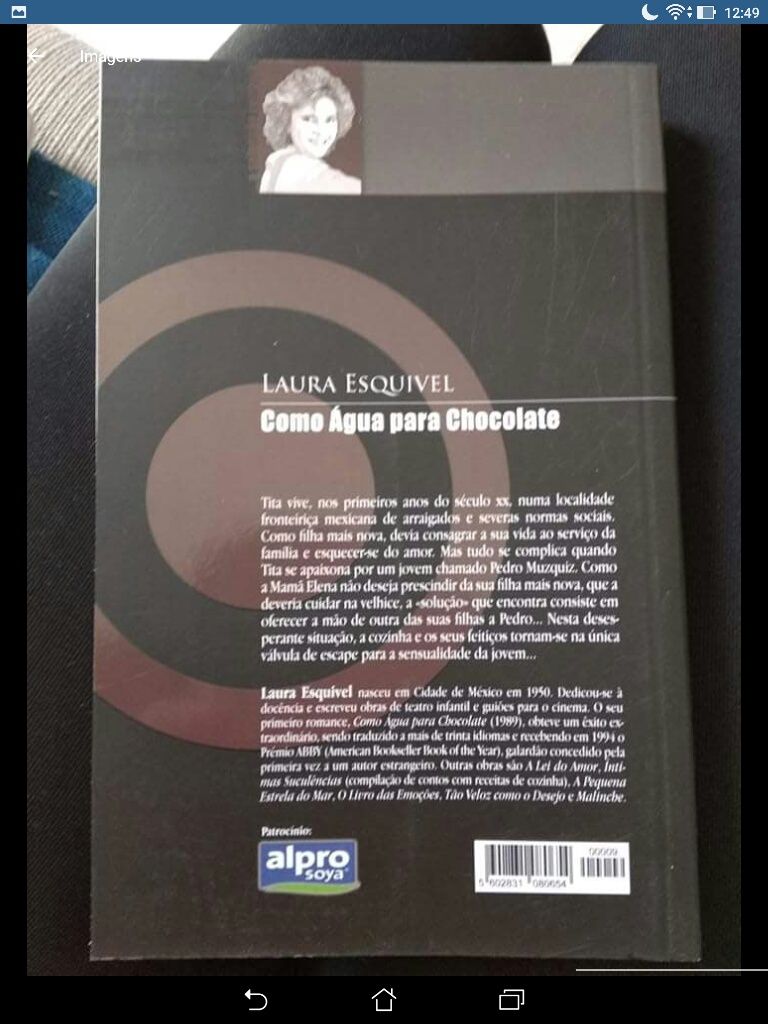 12:49
Imagens
LAURA ESQUIVEL
Como Água para Chocolate
Tita vive, nos primeiros anos do século XX, numa localidade
fronteiriça mexicana de arraigados e severas normas sociais.
Como filha mais nova, devia consagrar a sua vida ao serviço da
família e esquecer-se do amor. Mas tudo se complica quando
Tita se apaixona por um jovem chamado Pedro Muzquiz. Como
a Mamã Elena não deseja prescindir da sua filha mais nova, que a
deveria cuidar na velhice, a «solução» que encontra consiste em
oferecer a mão de outra das suas filhas a Pedro... Nesta deses-
perante situação, a cozinha e os seus feitiços tornam-se na única
válvula de escape para a sensualidade da jovem...
Laura Esquível nasceu em Cidade de México em 1950. Dedicou-se à
docência e escreveu obras de teatro infantil e guiões para o cinema. O seu
primeiro romance, Como Água para Chocolate (1989), obteve um êxito ex-
traordinário, sendo traduzido a mais de trinta idiomas e recebendo em 1994 o
Prémio ABBY (American Bookseller Book of the Year), galardão concedido pela
primeira vez a um autor estrangeiro. Outras obras são A Lei do Amor, Ínti-
mas Suculências (compilação de contos com receitas de cozinha), A Pequena
Estrela do Mar, O Livro das Emoções, Tão Veloz como o Desejo e Malinche.
Patrocínio:
alpro
soya
00009
5 602831 080654